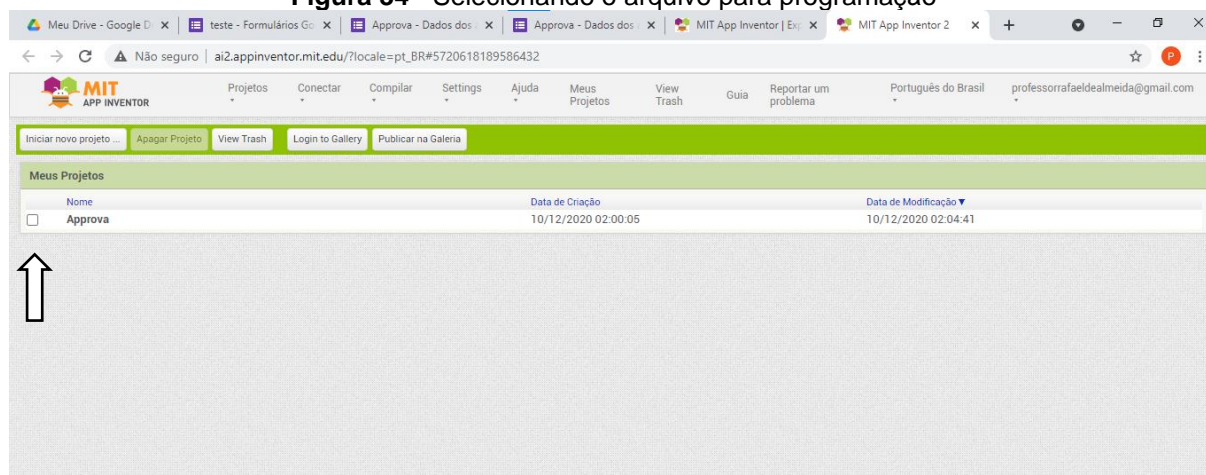 Figura 34 - Selecionando o arquivo para programação
Meu Drive - Google D
teste - Formulários Go
Approva - Dados dos
Approva - Dados dos
MIT App Inventor | Exp
MIT App Inventor 2
Não seguro | ai2.appinventor.mit.edu/?locale=pt_BR#5720618189586432
P
MIT
APP INVENTOR
Projetos
Conectar
Compilar
Settings
Ajuda
Meus Projetos
View Trash
Guia
Reportar um problema
Português do Brasil
professorrafaeldealmeida@gmail.com
Iniciar novo projeto ...
Apagar Projeto
View Trash
Login to Gallery
Publicar na Galeria
Meus Projetos
Nome
Data de Criação
Data de Modificação▼
Approva
10/12/2020 02:00:05
10/12/2020 02:04:41